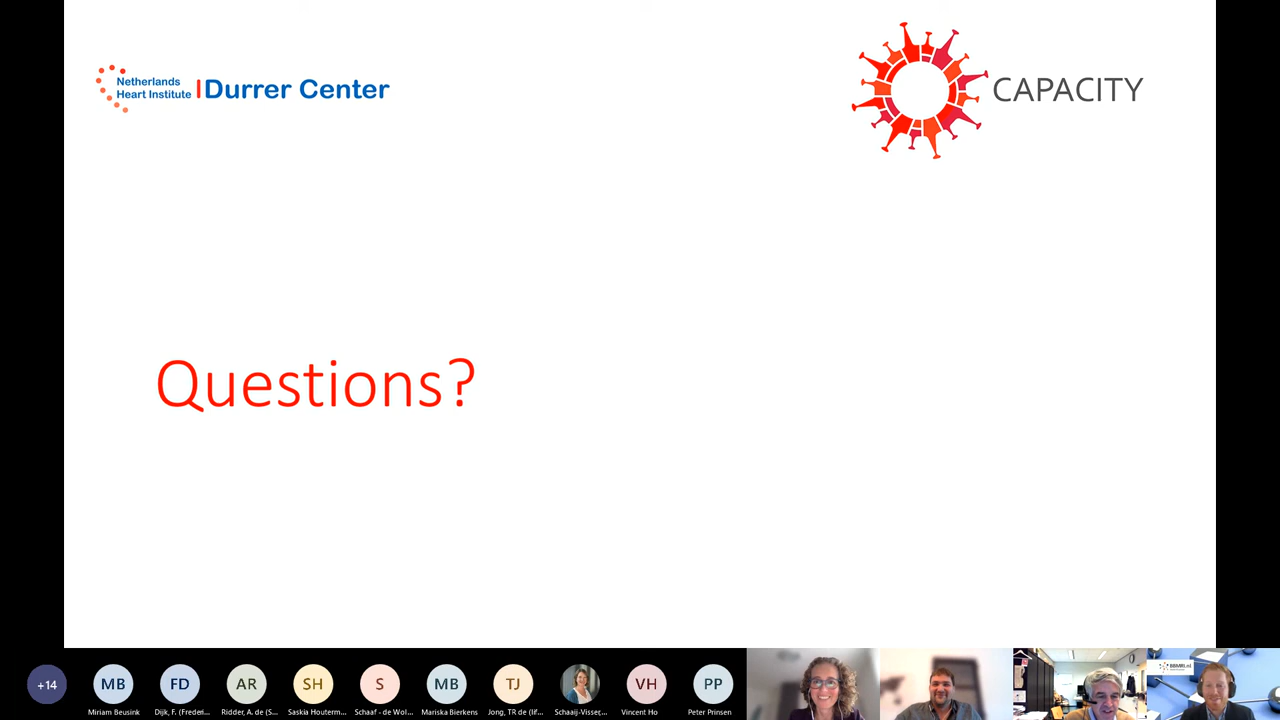 Netherlands
Heart Institute
Durrer Center
CAPACITY
Questions?
+14
MB
FD
AR
SH
S
MB
TJ
VH
PP
BBMRI.nl
Miriam Beusink
Dijk, F. (Frederi...
Ridder, A. de (S...
Saskia Houterm...
Schaaf - de Wol...
Mariska Bierkens
Jong, TR de (lif...
Schaaij-Visser,...
Vincent Ho
Peter Prinsen